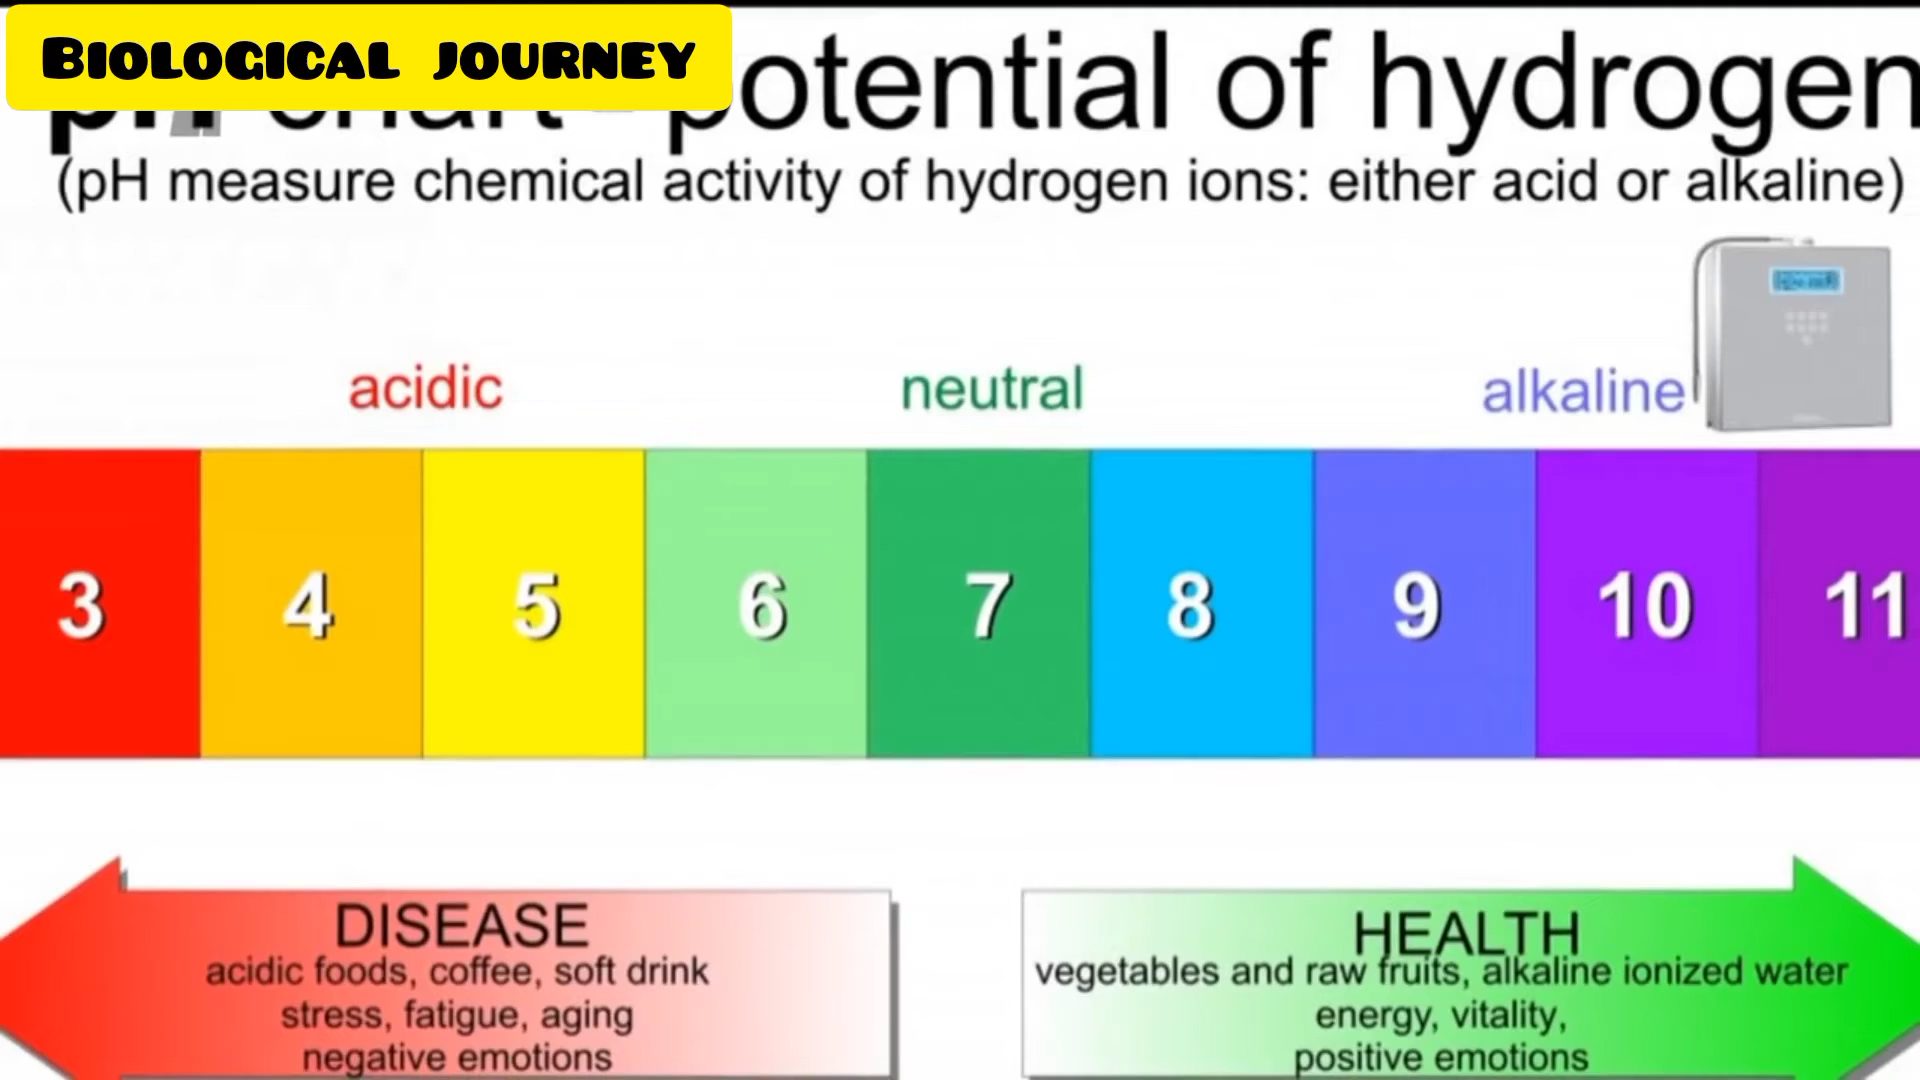 BIOLOGICAL JOURNEY
pH chart - potential of hydrogen
(pH measure chemical activity of hydrogen ions: either acid or alkaline)
acidic neutral alkaline
3 4 5 6 7 8 9 10 11
DISEASE
acidic foods, coffee, soft drink
stress, fatigue, aging
negative emotions
HEALTH
vegetables and raw fruits, alkaline ionized water
energy, vitality,
positive emotions